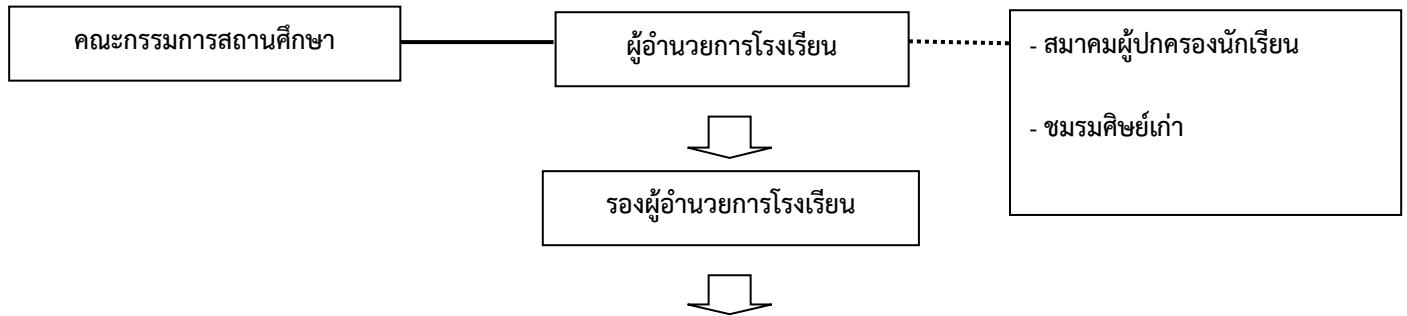 คณะกรรมการสถานศึกษา
ผู้อำนวยการโรงเรียน
- สมาคมผู้ปกครองนักเรียน
- ชมรมศิษย์เก่า
รองผู้อำนวยการโรงเรียน